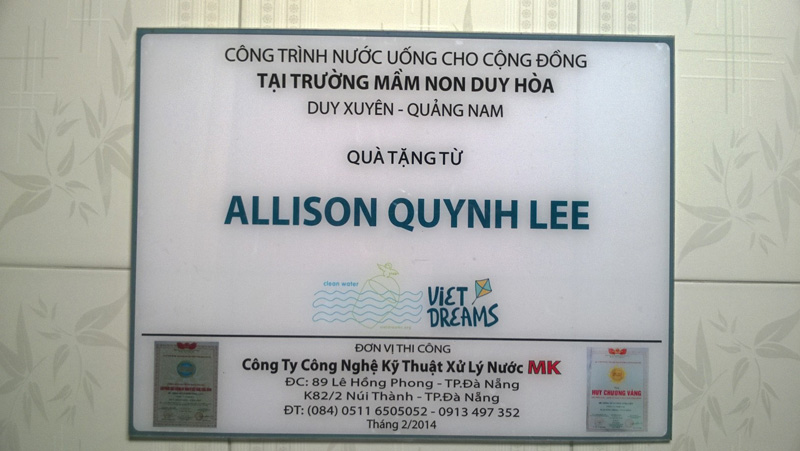 CÔNG TRÌNH NƯỚC UỐNG CHO CỘNG ĐỒNG
TẠI TRƯỜNG MẦM NON DUY HÒA
DUY XUYÊN - QUẢNG NAM
QUÀ TẶNG TỪ
ALLISON QUYNH LEE
clean water
VIET DREAMS
ĐƠN VỊ THI CÔNG
Công Ty Công Nghệ Kỹ Thuật Xử Lý Nước MK
ĐC: 89 Lê Hồng Phong - TP.Đà Nẵng
K82/2 Núi Thành - TP.Đà Nẵng
ĐT: (084) 0511 6505052 - 0913 497 352
Tháng 2/2014
HUY CHƯƠNG VÀNG